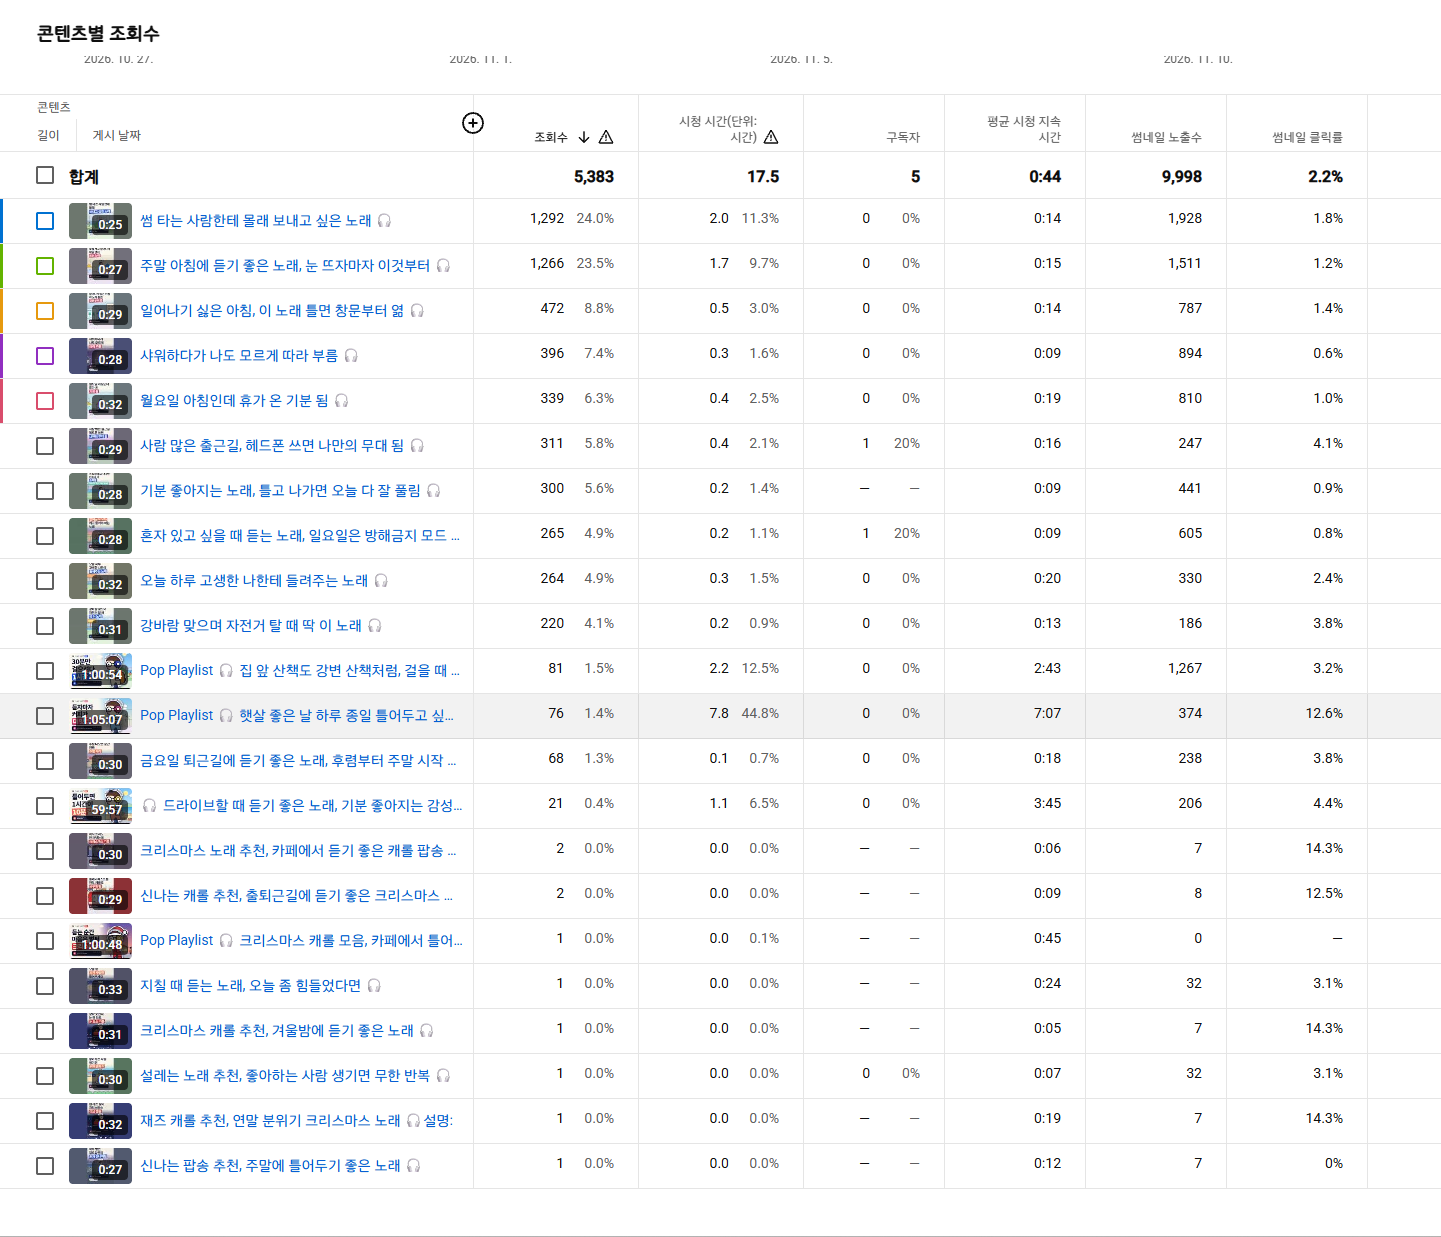 콘텐츠별 조회수
2026. 10. 27. 2026. 11. 1. 2026. 11. 5. 2026. 11. 10.
콘텐츠
길이 게시 날짜 조회수 시청 시간(단위: 시간) 구독자 평균 시청 지속 시간 썸네일 노출수 썸네일 클릭률
합계 5,383 17.5 5 0:44 9,998 2.2%
0:25 썸 타는 사람한테 몰래 보내고 싶은 노래 🎧 1,292 24.0% 2.0 11.3% 0 0% 0:14 1,928 1.8%
0:27 주말 아침에 듣기 좋은 노래, 눈 뜨자마자 이것부터 🎧 1,266 23.5% 1.7 9.7% 0 0% 0:15 1,511 1.2%
0:29 일어나기 싫은 아침, 이 노래 틀면 창문부터 엶 🎧 472 8.8% 0.5 3.0% 0 0% 0:14 787 1.4%
0:28 샤워하다가 나도 모르게 따라 부름 🎧 396 7.4% 0.3 1.6% 0 0% 0:09 894 0.6%
0:32 월요일 아침인데 휴가 온 기분 됨 🎧 339 6.3% 0.4 2.5% 0 0% 0:19 810 1.0%
0:29 사람 많은 출근길, 헤드폰 쓰면 나만의 무대 됨 🎧 311 5.8% 0.4 2.1% 1 20% 0:16 247 4.1%
0:28 기분 좋아지는 노래, 틀고 나가면 오늘 다 잘 풀림 🎧 300 5.6% 0.2 1.4% — — 0:09 441 0.9%
0:28 혼자 있고 싶을 때 듣는 노래, 일요일은 방해금지 모드 ... 265 4.9% 0.2 1.1% 1 20% 0:09 605 0.8%
0:32 오늘 하루 고생한 나한테 들려주는 노래 🎧 264 4.9% 0.3 1.5% 0 0% 0:20 330 2.4%
0:31 강바람 맞으며 자전거 탈 때 딱 이 노래 🎧 220 4.1% 0.2 0.9% 0 0% 0:13 186 3.8%
1:00:54 Pop Playlist 🎧 집 앞 산책도 강변 산책처럼, 걸을 때 ... 81 1.5% 2.2 12.5% 0 0% 2:43 1,267 3.2%
1:05:07 Pop Playlist 🎧 햇살 좋은 날 하루 종일 틀어두고 싶... 76 1.4% 7.8 44.8% 0 0% 7:07 374 12.6%
0:30 금요일 퇴근길에 듣기 좋은 노래, 후렴부터 주말 시작 ... 68 1.3% 0.1 0.7% 0 0% 0:18 238 3.8%
59:57 🎧 드라이브할 때 듣기 좋은 노래, 기분 좋아지는 감성... 21 0.4% 1.1 6.5% 0 0% 3:45 206 4.4%
0:30 크리스마스 노래 추천, 카페에서 듣기 좋은 캐롤 팝송 ... 2 0.0% 0.0 0.0% — — 0:06 7 14.3%
0:29 신나는 캐롤 추천, 출퇴근길에 듣기 좋은 크리스마스 ... 2 0.0% 0.0 0.0% — — 0:09 8 12.5%
1:00:48 Pop Playlist 🎧 크리스마스 캐롤 모음, 카페에서 틀어... 1 0.0% 0.0 0.1% — — 0:45 0 —
0:33 지칠 때 듣는 노래, 오늘 좀 힘들었다면 🎧 1 0.0% 0.0 0.0% — — 0:24 32 3.1%
0:31 크리스마스 캐롤 추천, 겨울밤에 듣기 좋은 노래 🎧 1 0.0% 0.0 0.0% — — 0:05 7 14.3%
0:30 설레는 노래 추천, 좋아하는 사람 생기면 무한 반복 🎧 1 0.0% 0.0 0.0% 0 0% 0:07 32 3.1%
0:32 재즈 캐롤 추천, 연말 분위기 크리스마스 노래 🎧 설명: 1 0.0% 0.0 0.0% — — 0:19 7 14.3%
0:27 신나는 팝송 추천, 주말에 틀어두기 좋은 노래 🎧 1 0.0% 0.0 0.0% — — 0:12 7 0%